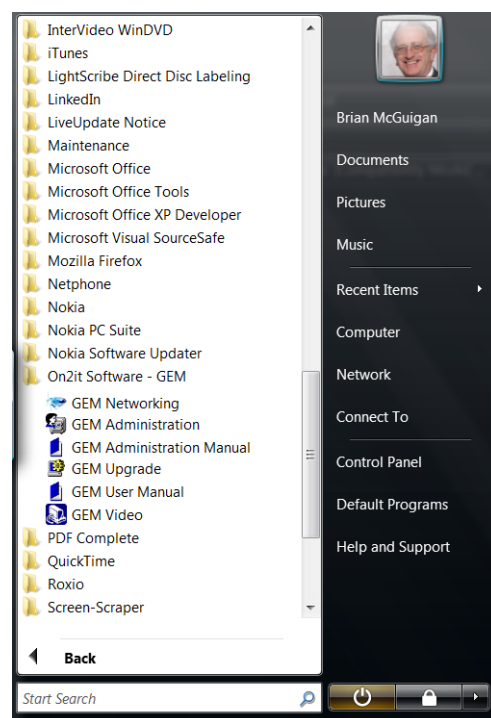 InterVideo WinDVD
iTunes
LightScribe Direct Disc Labeling
LinkedIn
LiveUpdate Notice
Maintenance
Microsoft Office
Microsoft Office Tools
Microsoft Office XP Developer
Microsoft Visual SourceSafe
Mozilla Firefox
Netphone
Nokia
Nokia PC Suite
Nokia Software Updater
On2it Software - GEM
GEM Networking
GEM Administration
GEM Administration Manual
GEM Upgrade
GEM User Manual
GEM Video
PDF Complete
QuickTime
Roxio
Screen-Scraper
Back
Start Search
Brian McGuigan
Documents
Pictures
Music
Recent Items
Computer
Network
Connect To
Control Panel
Default Programs
Help and Support